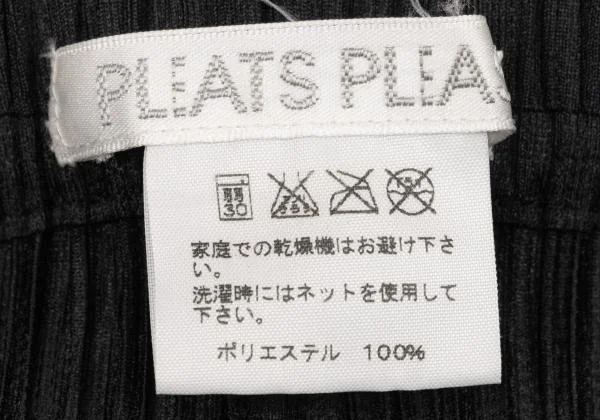 PLEATS PLEA
弱
30
家庭での乾燥機はお避け下さ
い。
洗濯時にはネットを使用して
下さい。
ポリエステル 100%